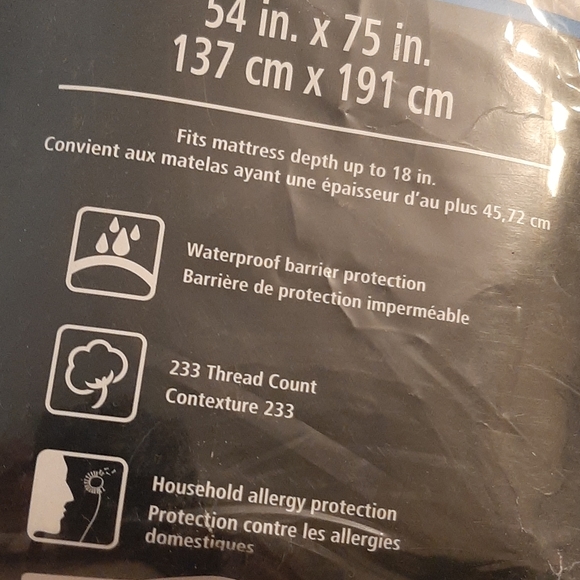 54 in. x 75 in.
137 cm x 191 cm
Fits mattress depth up to 18 in.
Convient aux matelas ayant une épaisseur d'au plus 45,72 cm
Waterproof barrier protection
Barrière de protection imperméable
233 Thread Count
Contexture 233
Household allergy protection
Protection contre les allergies
domestiques